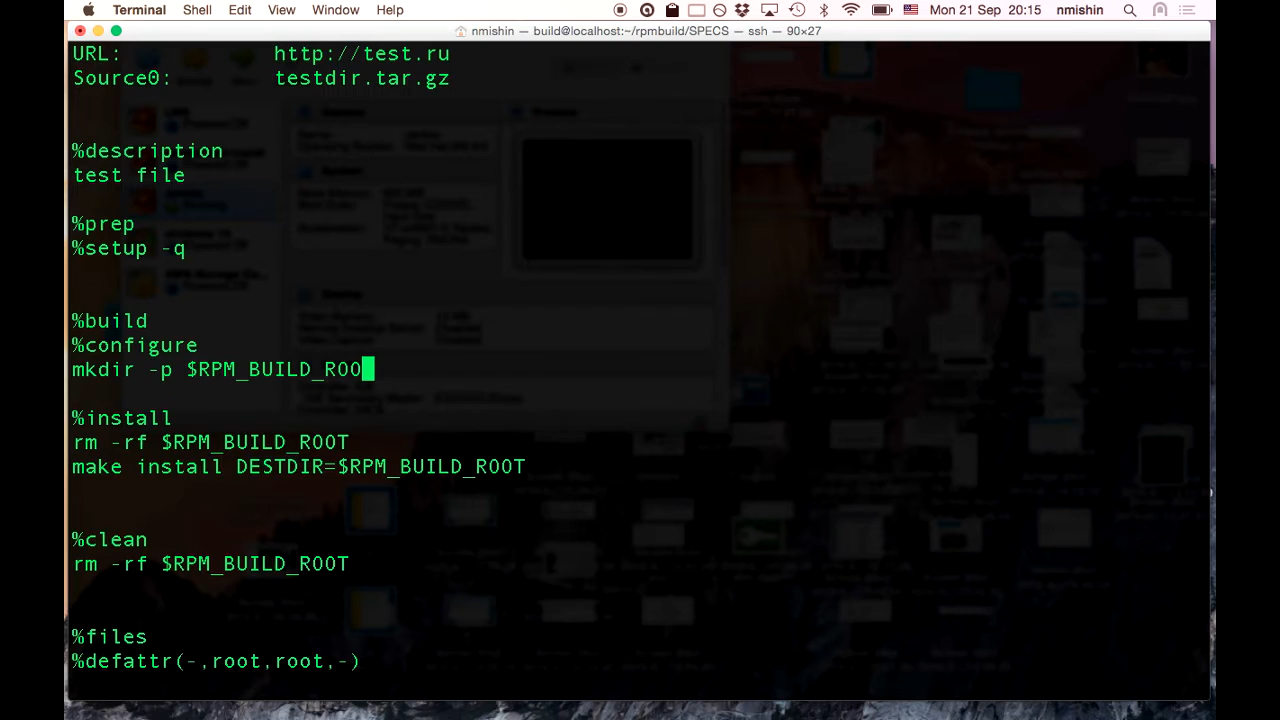 Terminal Shell Edit View Window Help Mon 21 Sep 20:15 nmishin
nmishin — build@localhost:~/rpmbuild/SPECS — ssh — 90×27
URL: http://test.ru
Source0: testdir.tar.gz
%description
test file
%prep
%setup -q
%build
%configure
mkdir -p $RPM_BUILD_ROO
%install
rm -rf $RPM_BUILD_ROOT
make install DESTDIR=$RPM_BUILD_ROOT
%clean
rm -rf $RPM_BUILD_ROOT
%files
%defattr(-,root,root,-)